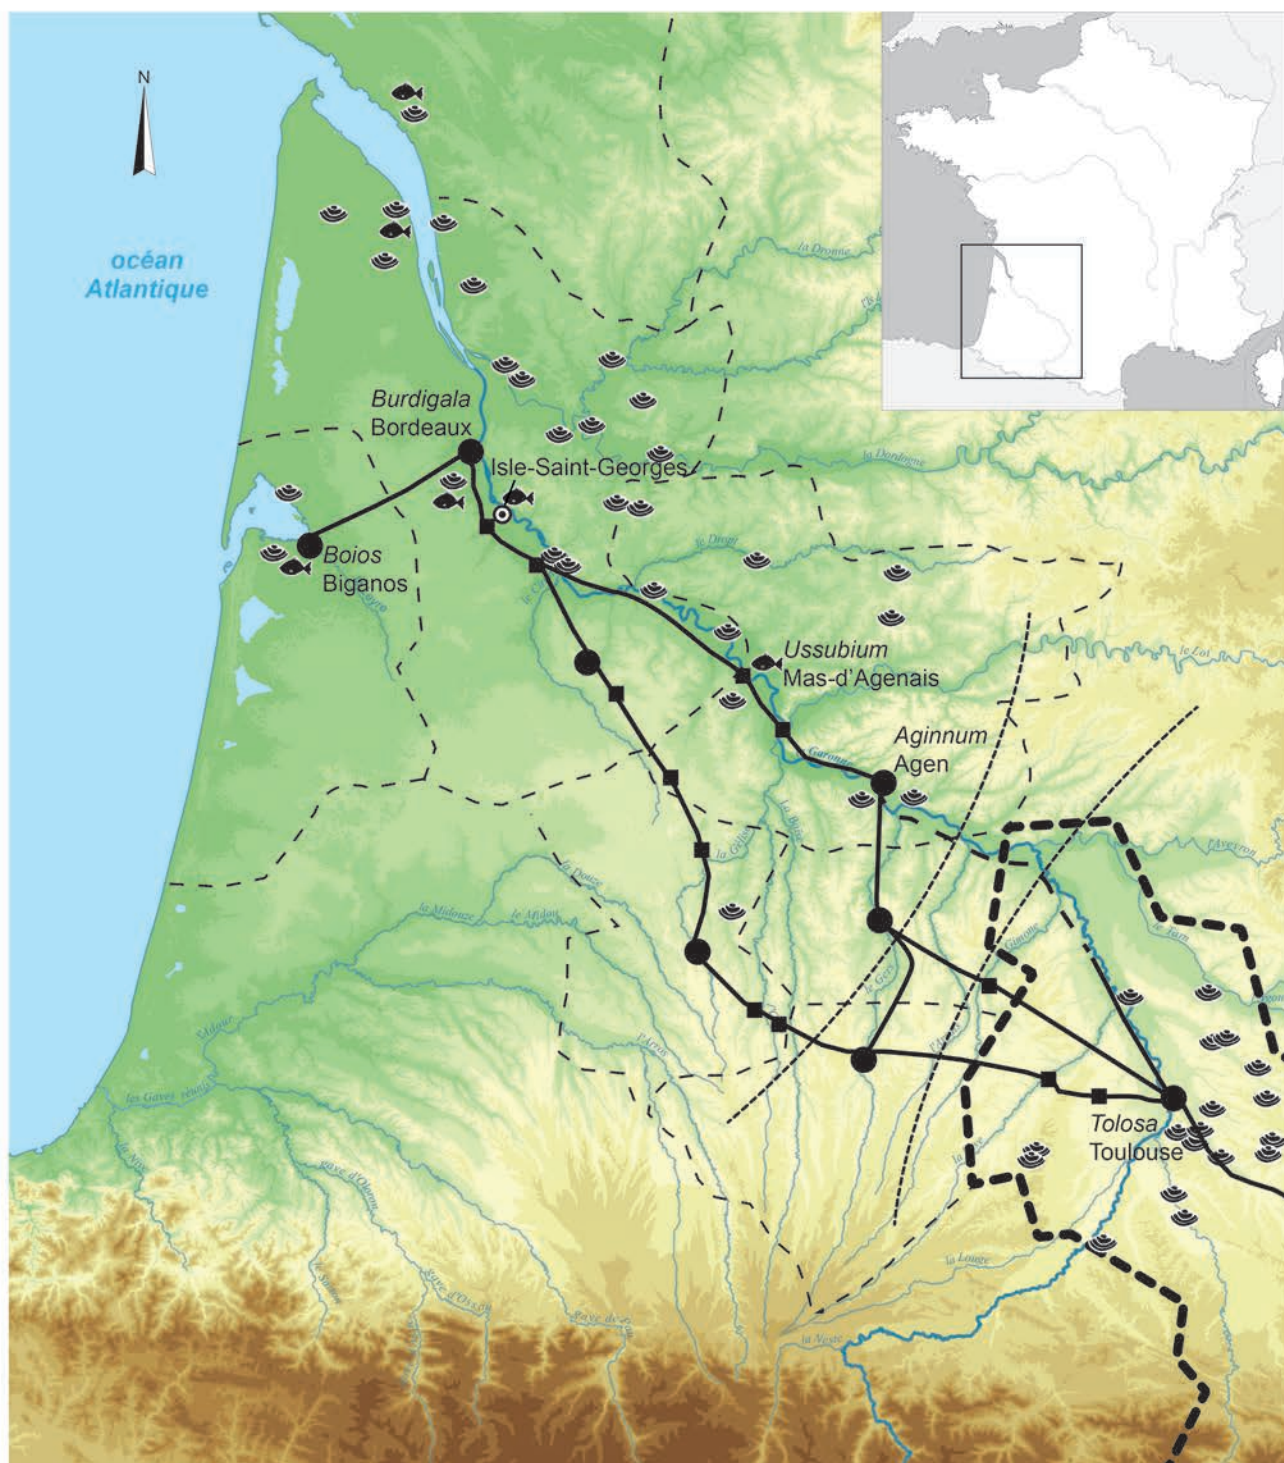 N
océan
Atlantique
la Dronne
Burdigala
Bordeaux
Isle-Saint-Georges
la Dordogne
Boios
Biganos
le Dropt
Ussubium
Mas-d'Agenais
le Lot
Aginnum
Agen
Garonne
la Baïse
la Gélise
l'Aveyron
la Douze
la Midouze
le Midou
le Tarn
Gimone
le Gers
l'Adour
l'Arros
les Gaves réunis
Tolosa
Toulouse
la Nive
gave d'Oloron
le Saison
la Louge
gave d'Ossau
gave de Pau
la Neste